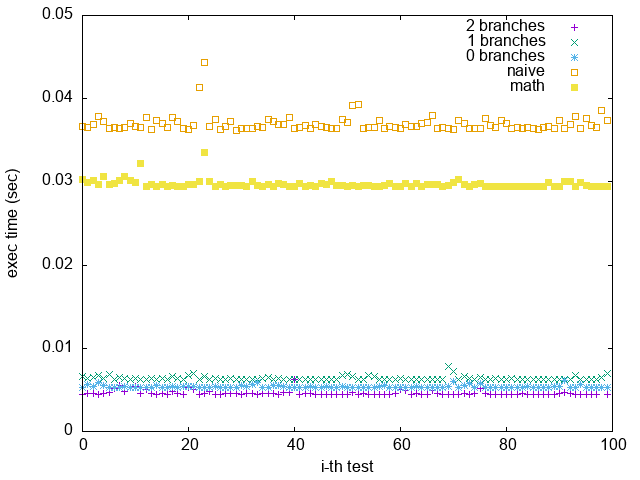 0.05
0.04
0.03
0.02
0.01
0
exec time (sec)
2 branches
1 branches
0 branches
naive
math
0 20 40 60 80 100
i-th test